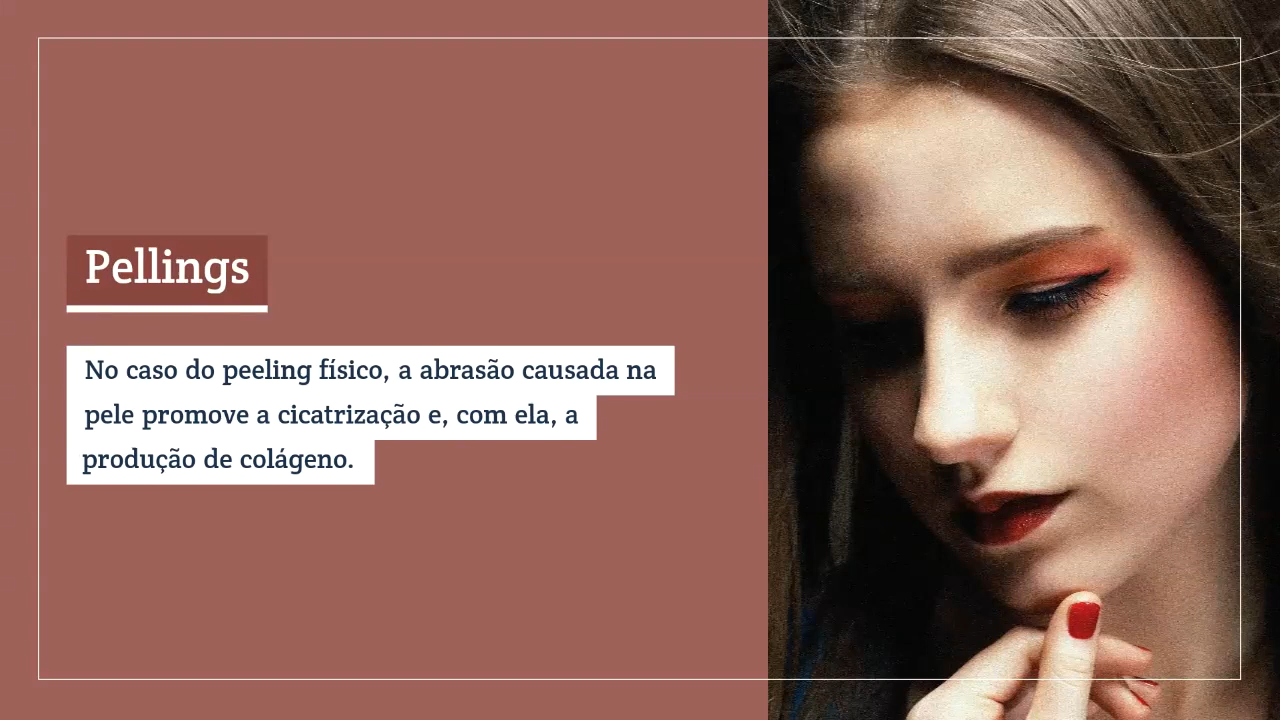 Pellings
No caso do peeling físico, a abrasão causada na
pele promove a cicatrização e, com ela, a
produção de colágeno.